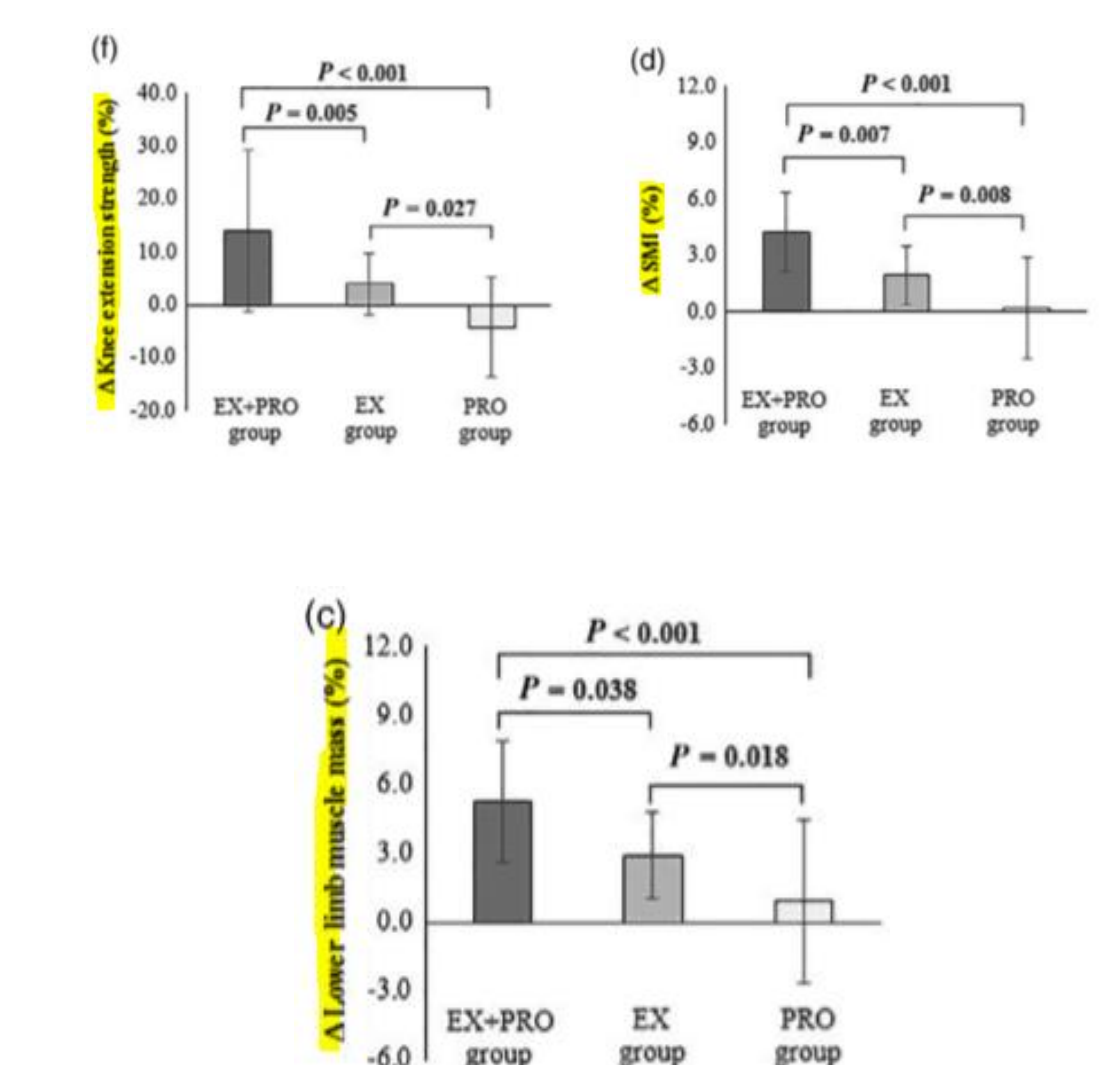 (f)
Δ Knee extension strength (%)
40.0
30.0
20.0
10.0
0.0
-10.0
-20.0
P < 0.001
P = 0.005
P = 0.027
EX+PRO
group
EX
group
PRO
group
(d)
Δ SMI (%)
12.0
9.0
6.0
3.0
0.0
-3.0
-6.0
P < 0.001
P = 0.007
P = 0.008
EX+PRO
group
EX
group
PRO
group
(c)
Δ Lower limb muscle mass (%)
12.0
9.0
6.0
3.0
0.0
-3.0
-6.0
P < 0.001
P = 0.038
P = 0.018
EX+PRO
group
EX
group
PRO
group